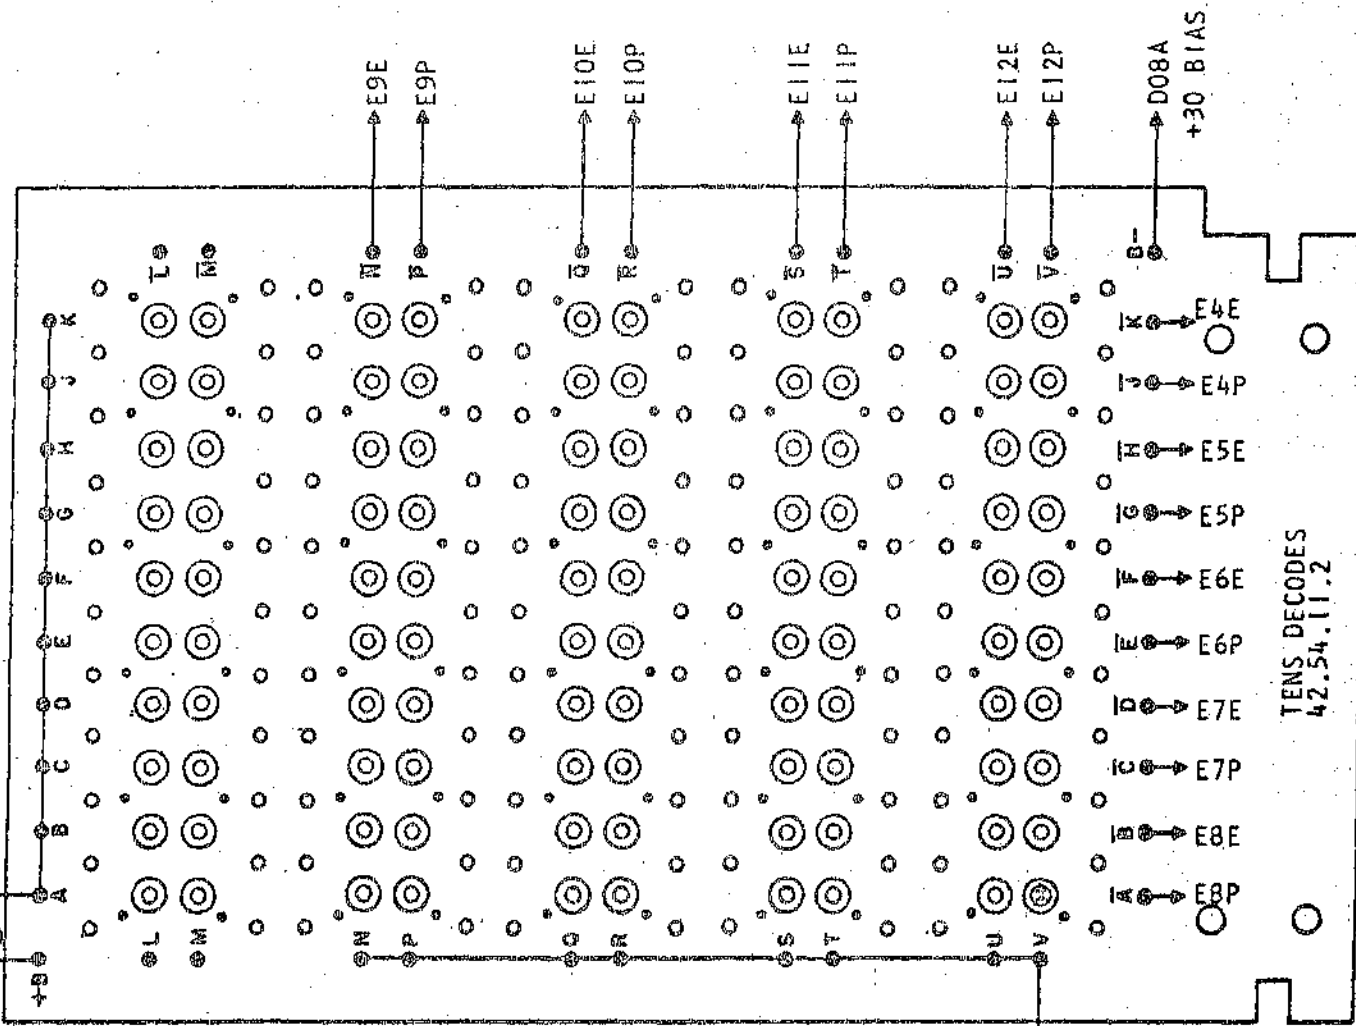 +B
A
B
C
D
E
F
G
H
J
K
L
M
N
P
Q
R
S
T
U
V
L̅
M̅
N̅
P̅
Q̅
R̅
S̅
T̅
U̅
V̅
B-
E9E
E9P
E10E
E10P
E11E
E11P
E12E
E12P
D08A
+30 BIAS
K̅ E4E
J̅ E4P
H̅ E5E
G̅ E5P
F̅ E6E
E̅ E6P
D̅ E7E
C̅ E7P
B̅ E8E
A̅ E8P
TENS DECODES
42.54.11.2